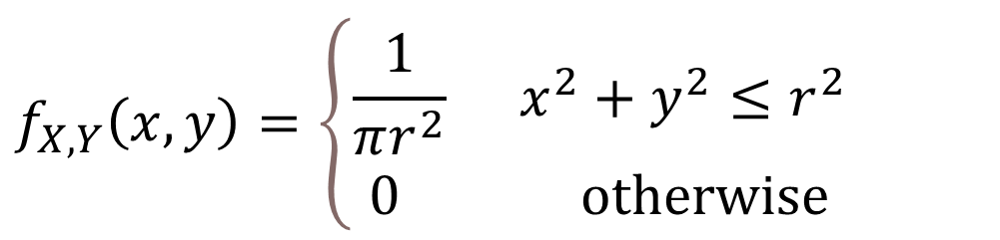 f_{X,Y}(x, y) = { 1/(πr²)   x² + y² ≤ r²
0   otherwise